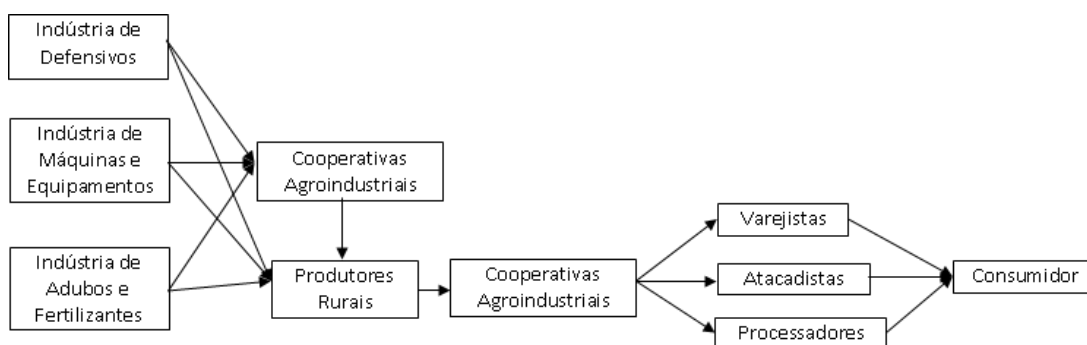 Indústria de
Defensivos
Indústria de
Máquinas e
Equipamentos
Indústria de
Adubos e
Fertilizantes
Cooperativas
Agroindustriais
Produtores
Rurais
Cooperativas
Agroindustriais
Varejistas
Atacadistas
Processadores
Consumidor